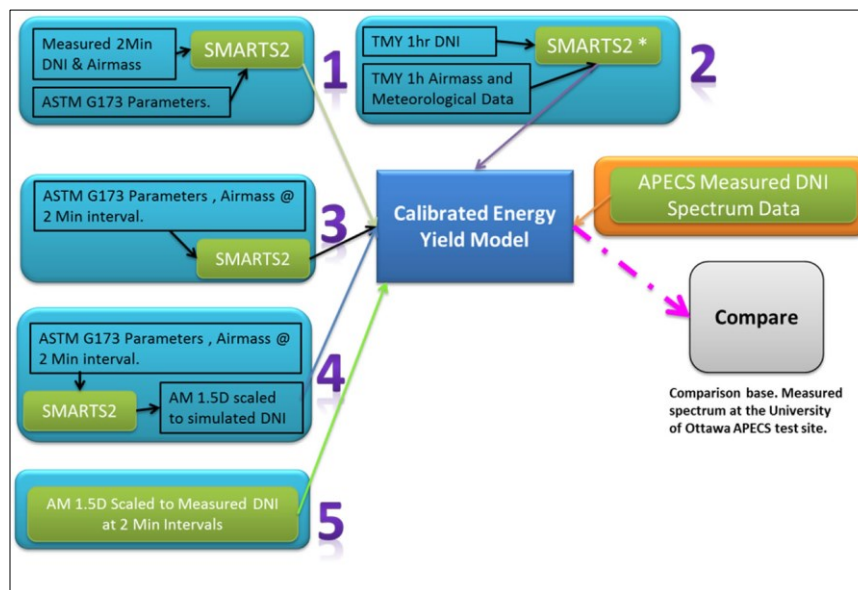 Measured 2Min
DNI & Airmass
SMARTS2
ASTM G173 Parameters.
1
TMY 1hr DNI
SMARTS2 *
TMY 1h Airmass and
Meteorological Data
2
ASTM G173 Parameters , Airmass @
2 Min interval.
SMARTS2
3
Calibrated Energy
Yield Model
APECS Measured DNI
Spectrum Data
Compare
Comparison base. Measured
spectrum at the University
of Ottawa APECS test site.
ASTM G173 Parameters , Airmass @
2 Min interval.
SMARTS2
AM 1.5D scaled
to simulated DNI
4
AM 1.5D Scaled to Measured DNI
at 2 Min Intervals
5